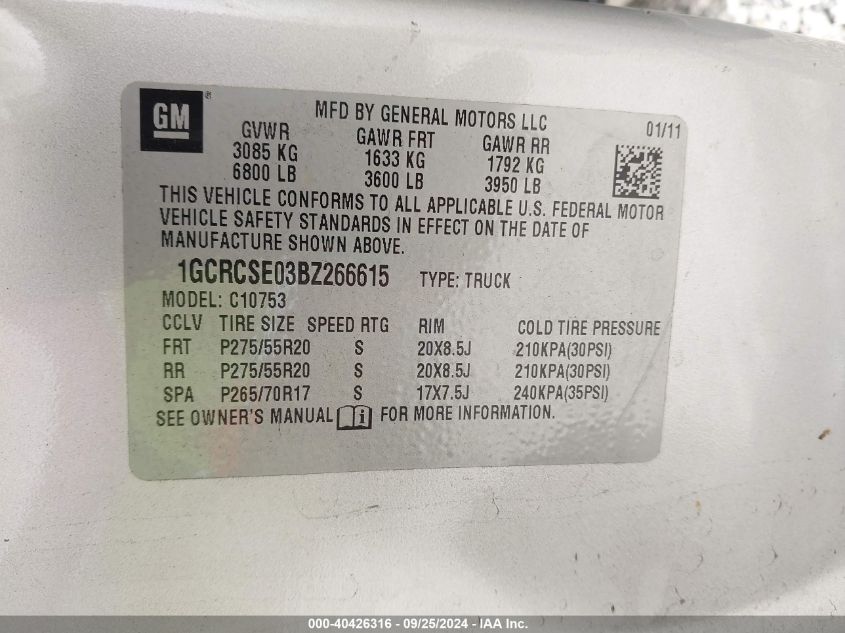 GM ® MFD BY GENERAL MOTORS LLC 01/11
GVWR GAWR FRT GAWR RR
3085 KG 1633 KG 1792 KG
6800 LB 3600 LB 3950 LB
THIS VEHICLE CONFORMS TO ALL APPLICABLE U.S. FEDERAL MOTOR
VEHICLE SAFETY STANDARDS IN EFFECT ON THE DATE OF
MANUFACTURE SHOWN ABOVE.
1GCRCSE03BZ266615 TYPE: TRUCK
MODEL: C10753
CCLV TIRE SIZE SPEED RTG RIM COLD TIRE PRESSURE
FRT P275/55R20 S 20X8.5J 210KPA(30PSI)
RR P275/55R20 S 20X8.5J 210KPA(30PSI)
SPA P265/70R17 S 17X7.5J 240KPA(35PSI)
SEE OWNER'S MANUAL i FOR MORE INFORMATION.
000-40426316 - 09/25/2024 - IAA Inc.